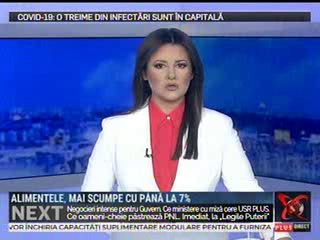 COVID-19: O TREIME DIN INFECTĂRI SUNT ÎN CAPITALĂ
ALIMENTELE, MAI SCUMPE CU PÂNĂ LA 7%
NEXT
Negocieri intense pentru Guvern. Ce ministere cu miză cere USR PLUS.
Ce oameni-cheie păstrează PNL. Imediat, la „Legile Puterii”
PLUS DIRECT
VOR ÎNCHIRIA CAPACITĂȚI SUPLIMENTARE PENTRU SUPRAVEGHEREA